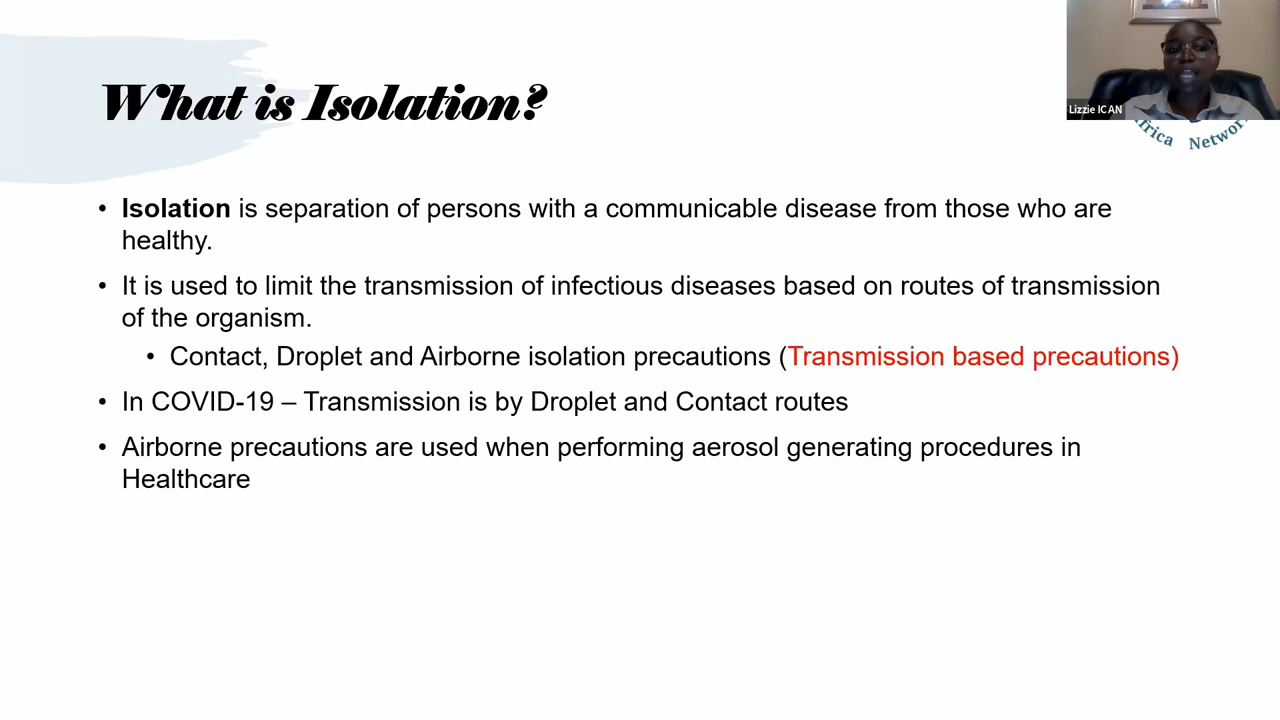 What is Isolation?
Lizzie ICAN
Network
• Isolation is separation of persons with a communicable disease from those who are
healthy.
• It is used to limit the transmission of infectious diseases based on routes of transmission
of the organism.
• Contact, Droplet and Airborne isolation precautions (Transmission based precautions)
• In COVID-19 – Transmission is by Droplet and Contact routes
• Airborne precautions are used when performing aerosol generating procedures in
Healthcare